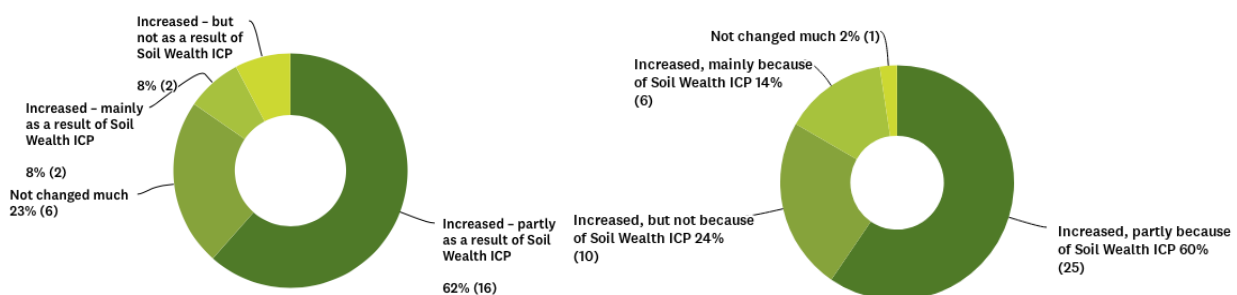 Increased – but
not as a result of
Soil Wealth ICP
8% (2)
Increased – mainly
as a result of Soil
Wealth ICP
8% (2)
Not changed much
23% (6)
Increased – partly
as a result of Soil
Wealth ICP
62% (16)
Not changed much 2% (1)
Increased, mainly because
of Soil Wealth ICP 14%
(6)
Increased, but not because
of Soil Wealth ICP 24%
(10)
Increased, partly because
of Soil Wealth ICP 60%
(25)